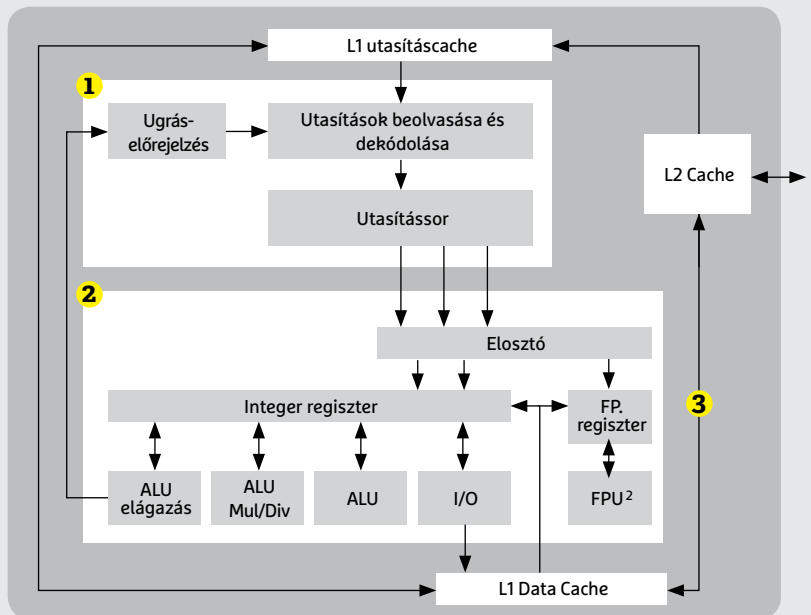 L1 utasításcache
1
Ugrás-
előrejelzés
Utasítások beolvasása és
dekódolása
L2 Cache
Utasítássor
2
Elosztó
Integer regiszter
FP.
regiszter
3
ALU
elágazás
ALU
Mul/Div
ALU
I/O
FPU²
L1 Data Cache